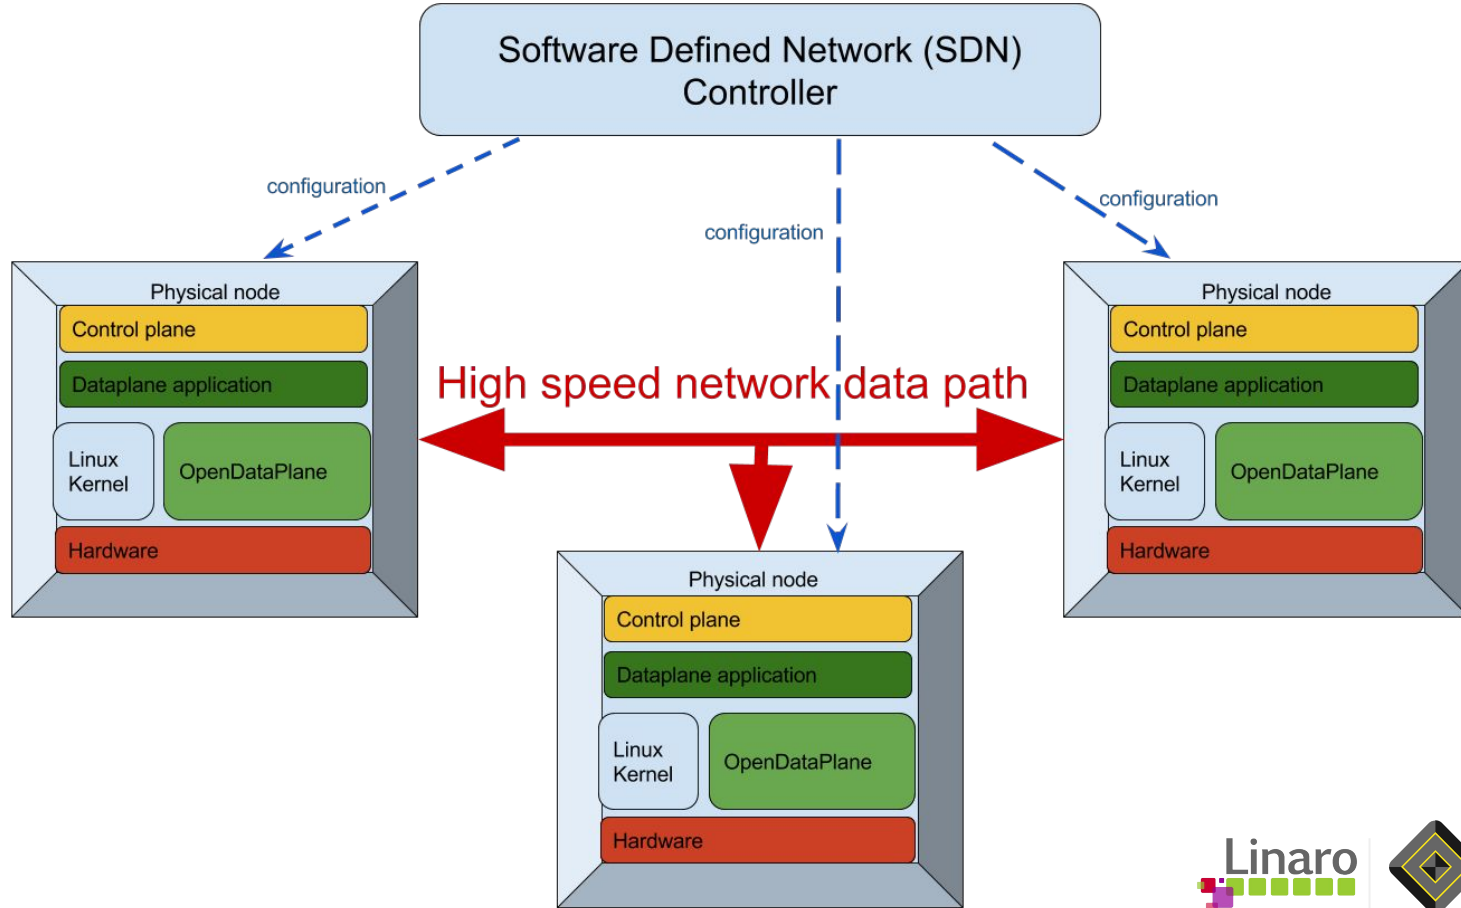 Software Defined Network (SDN)
Controller
configuration
configuration
configuration
Physical node
Control plane
Dataplane application
Linux
Kernel
OpenDataPlane
Hardware
High speed network data path
Physical node
Control plane
Dataplane application
Linux
Kernel
OpenDataPlane
Hardware
Physical node
Control plane
Dataplane application
Linux
Kernel
OpenDataPlane
Hardware
Linaro